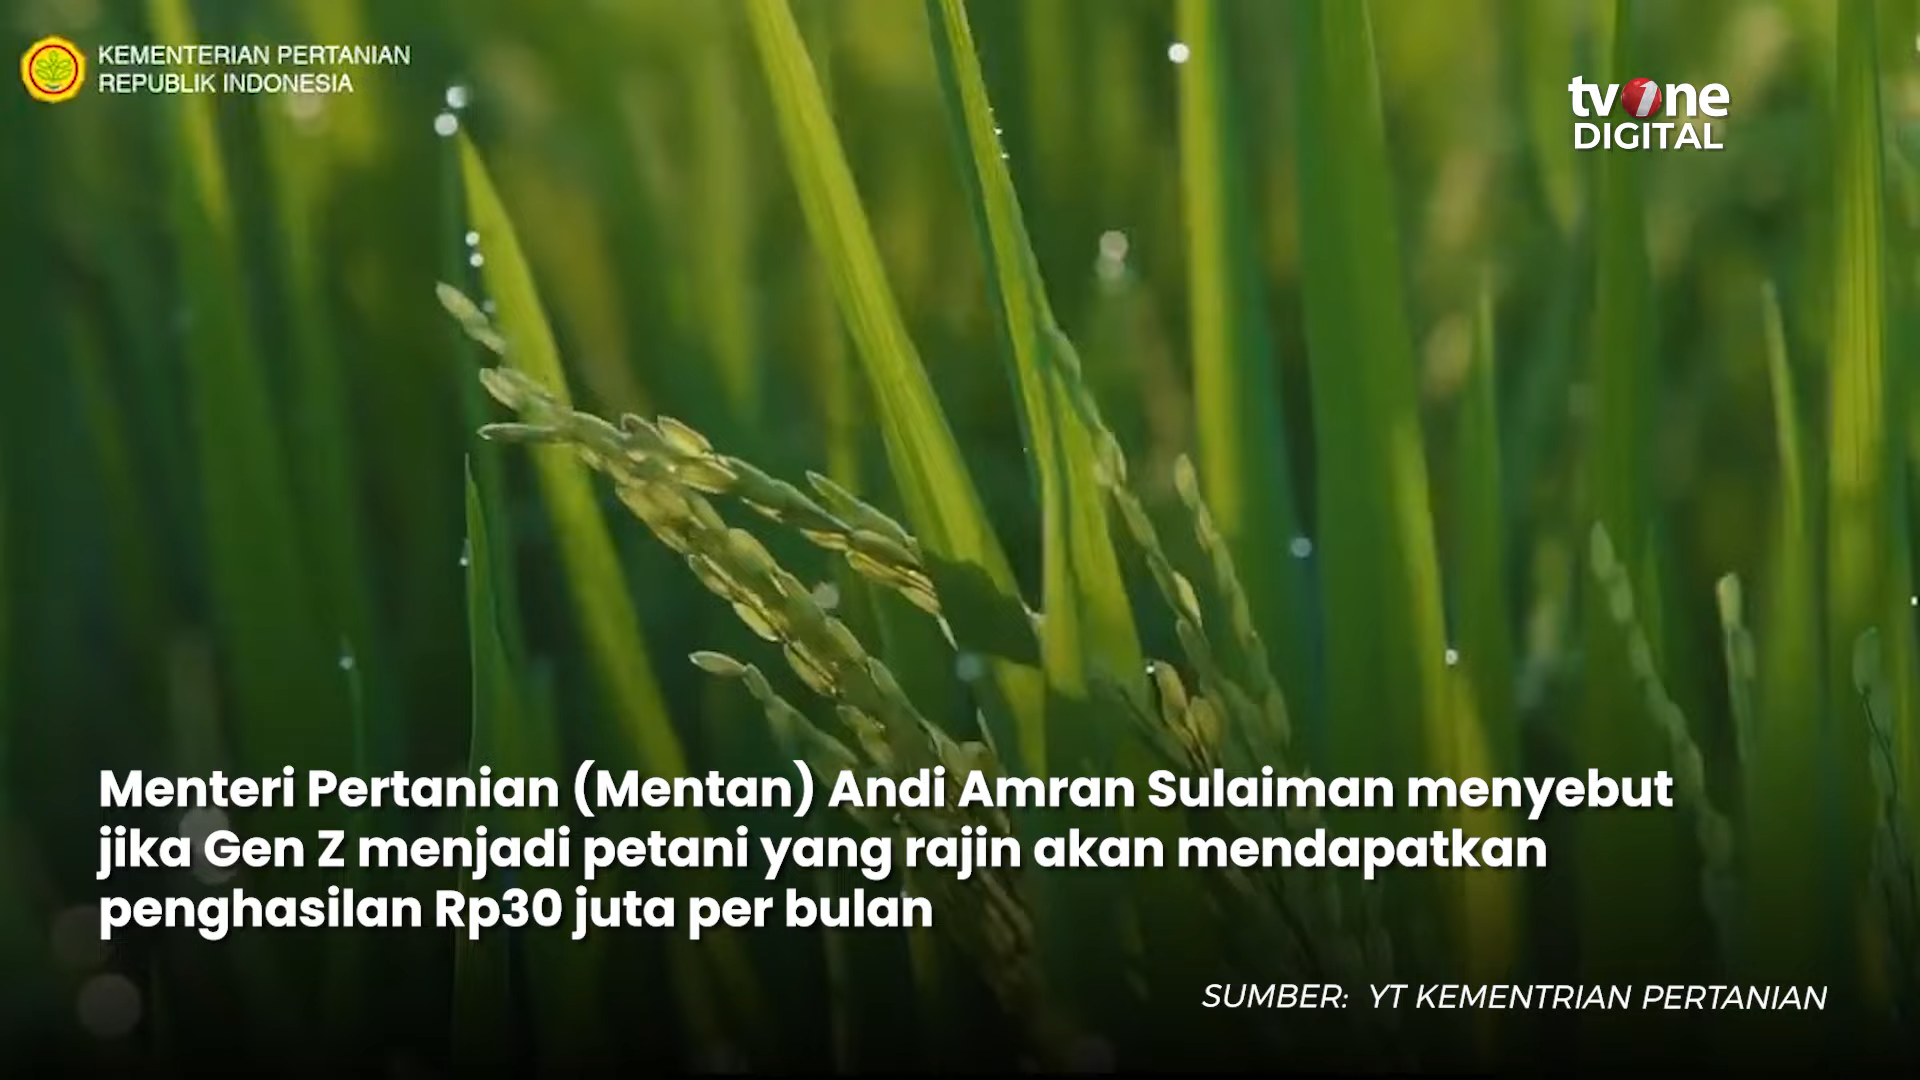 KEMENTERIAN PERTANIAN
REPUBLIK INDONESIA
tvOne
DIGITAL
Menteri Pertanian (Mentan) Andi Amran Sulaiman menyebut
jika Gen Z menjadi petani yang rajin akan mendapatkan
penghasilan Rp30 juta per bulan
SUMBER: YT KEMENTRIAN PERTANIAN